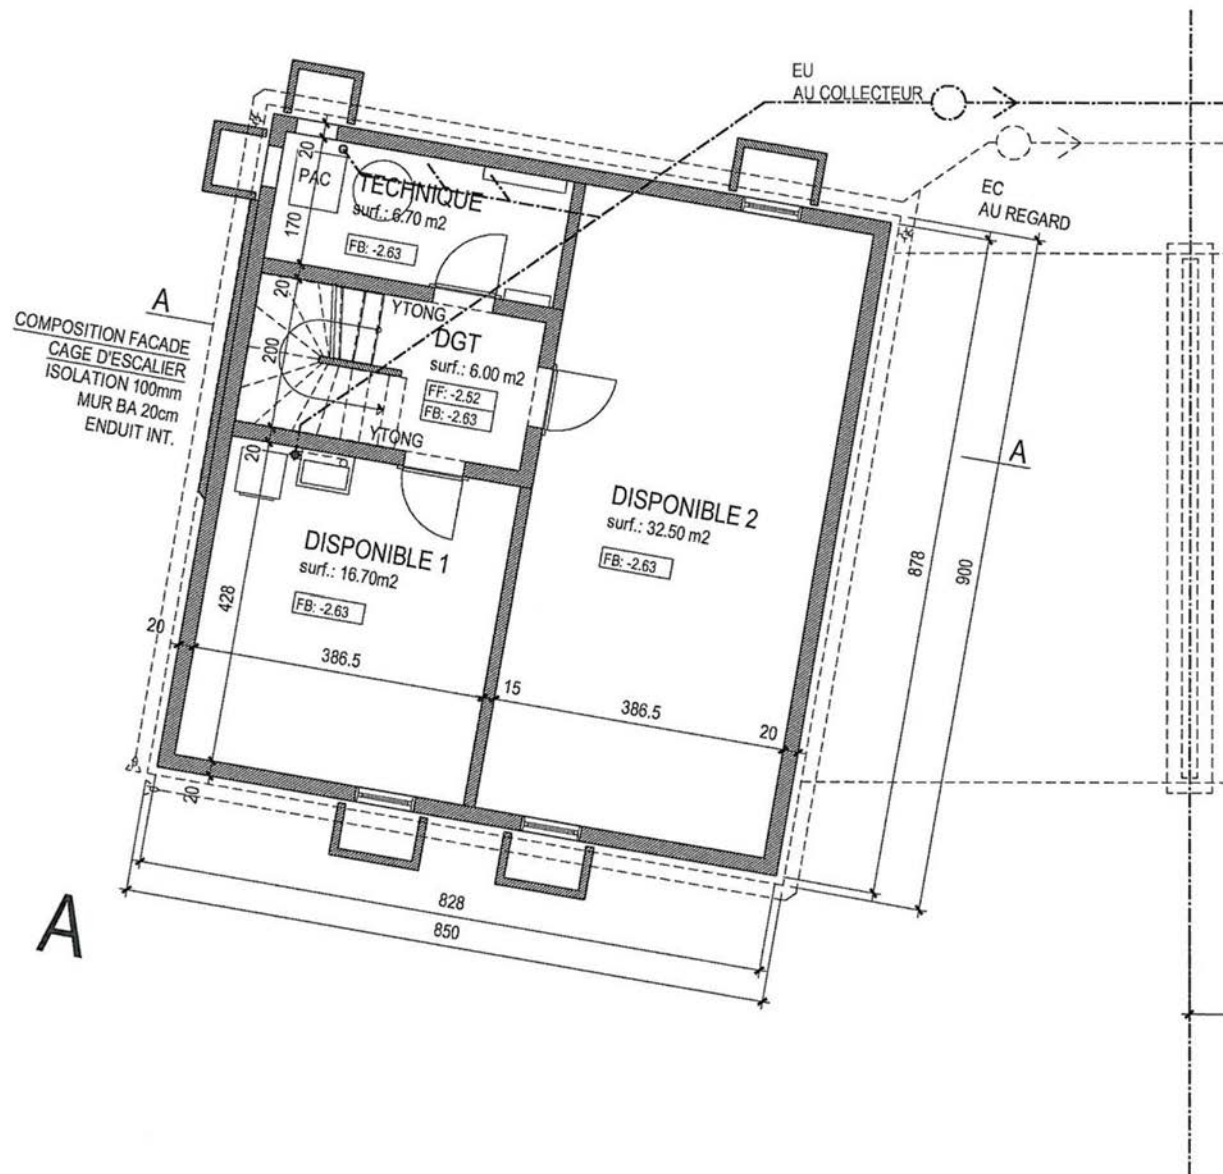 EU
AU COLLECTEUR
EC
AU REGARD
20
PAC
TECHNIQUE
surf.: 6.70 m2
FB: -2.63
170
20
YTONG
A
COMPOSITION FACADE
CAGE D'ESCALIER
ISOLATION 100mm
MUR BA 20cm
ENDUIT INT.
200
DGT
surf.: 6.00 m2
FF: -2.52
FB: -2.63
YTONG
20
A
DISPONIBLE 2
surf.: 32.50 m2
FB: -2.63
DISPONIBLE 1
surf.: 16.70m2
FB: -2.63
878
900
428
20
386.5
15
386.5
20
20
828
850
A